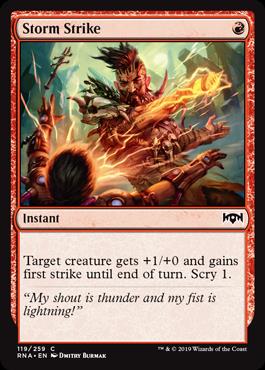 Storm Strike
Instant
Target creature gets +1/+0 and gains
first strike until end of turn. Scry 1.
“My shout is thunder and my fist is
lightning!”
119/259 C
RNA • EN DMITRY BURMAK
™ & © 2019 Wizards of the Coast